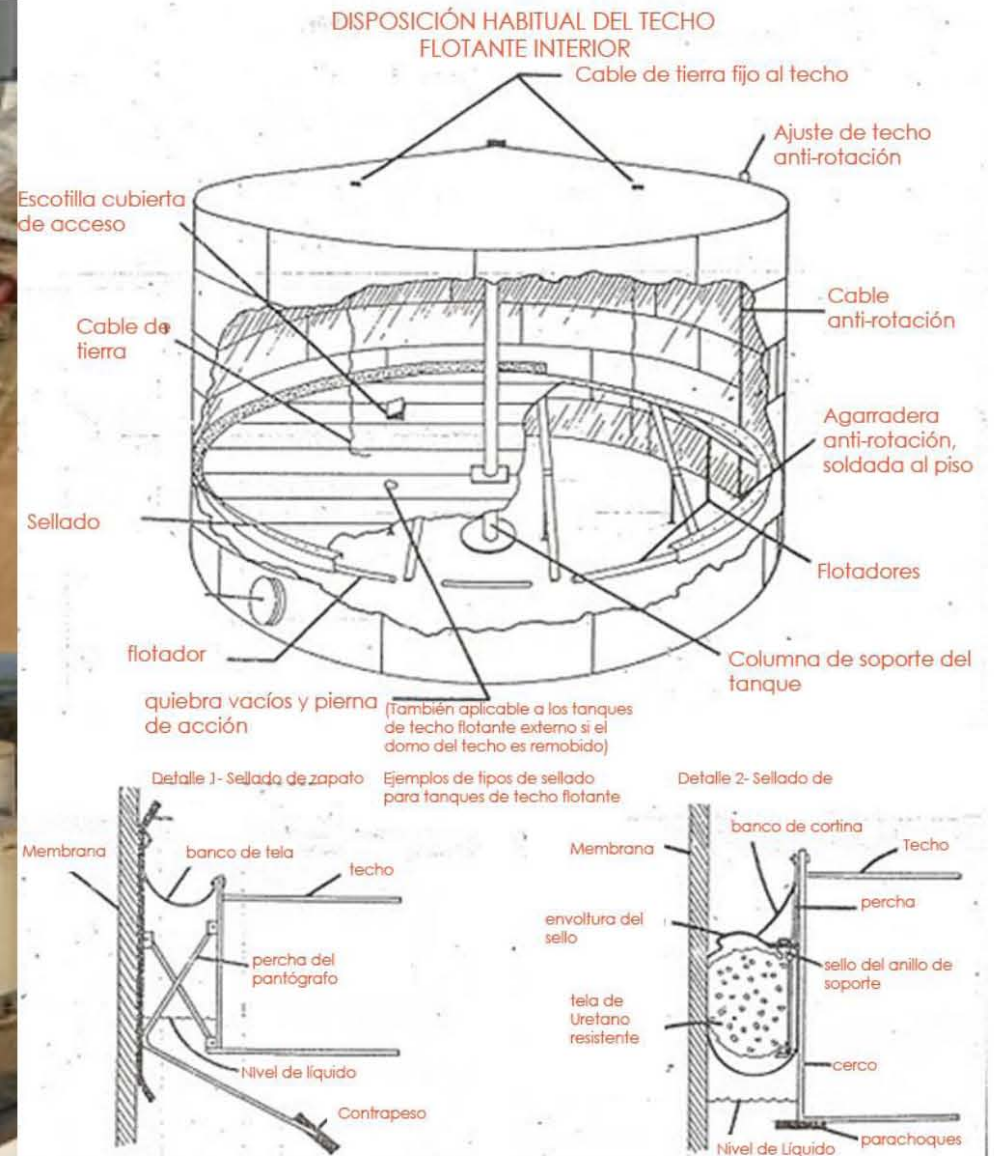 DISPOSICIÓN HABITUAL DEL TECHO
FLOTANTE INTERIOR
Cable de tierra fijo al techo
Ajuste de techo
anti-rotación
Escotilla cubierta
de acceso
Cable de
tierra
Cable
anti-rotación
Agarradera
anti-rotación,
soldada al piso
Sellado
Flotadores
flotador
Columna de soporte del
tanque
quiebra vacíos y pierna
de acción
(También aplicable a los tanques
de techo flotante externo si el
domo del techo es remobido)
Detalle 1- Sellado de zapato
Ejemplos de tipos de sellado
para tanques de techo flotante
Detalle 2- Sellado de
Membrana
banco de tela
techo
percha del
pantógrafo
Nivel de líquido
Contrapeso
Membrana
banco de cortina
Techo
percha
envoltura del
sello
sello del anillo de
soporte
tela de
Uretano
resistente
cerco
parachoques
Nivel de Líquido